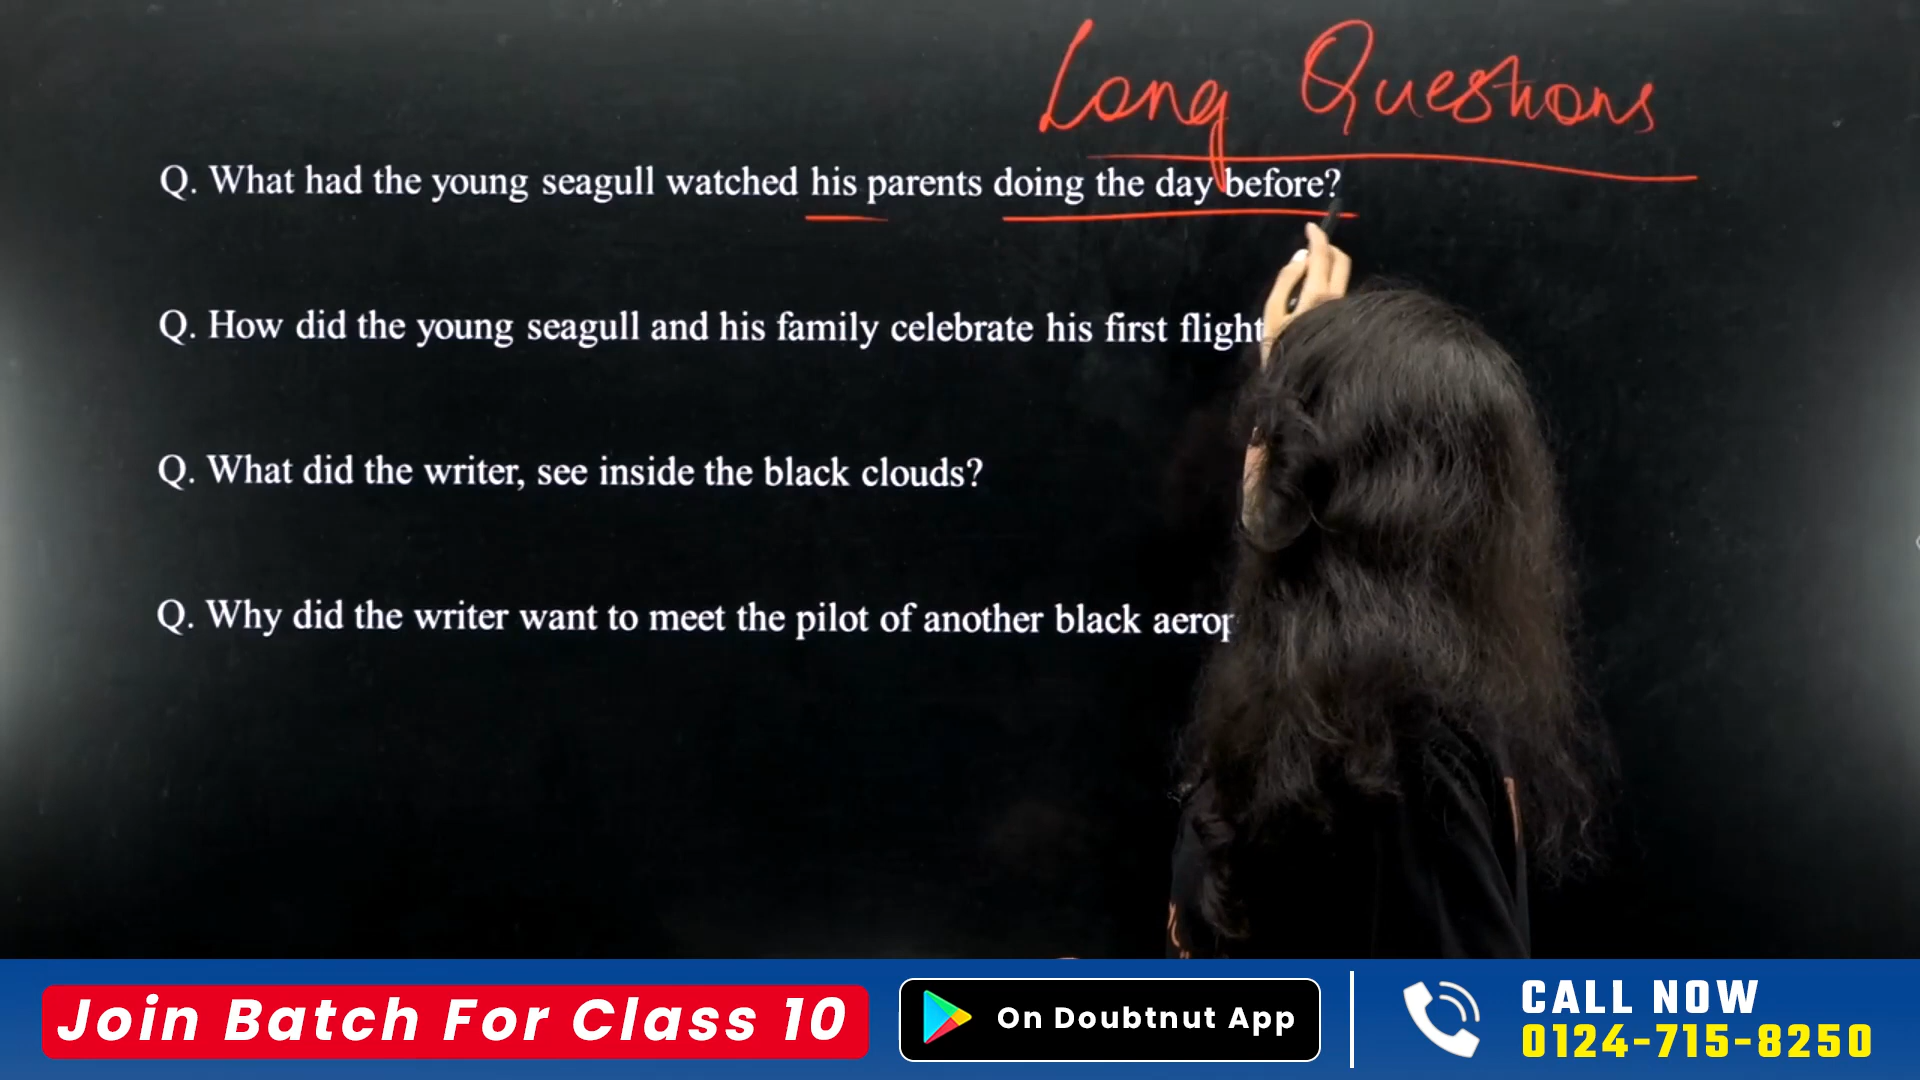 Long Questions
Q. What had the young seagull watched his parents doing the day before?
Q. How did the young seagull and his family celebrate his first flight
Q. What did the writer, see inside the black clouds?
Q. Why did the writer want to meet the pilot of another black
Join Batch For Class 10
On Doubtnut App
CALL NOW
0124-715-8250